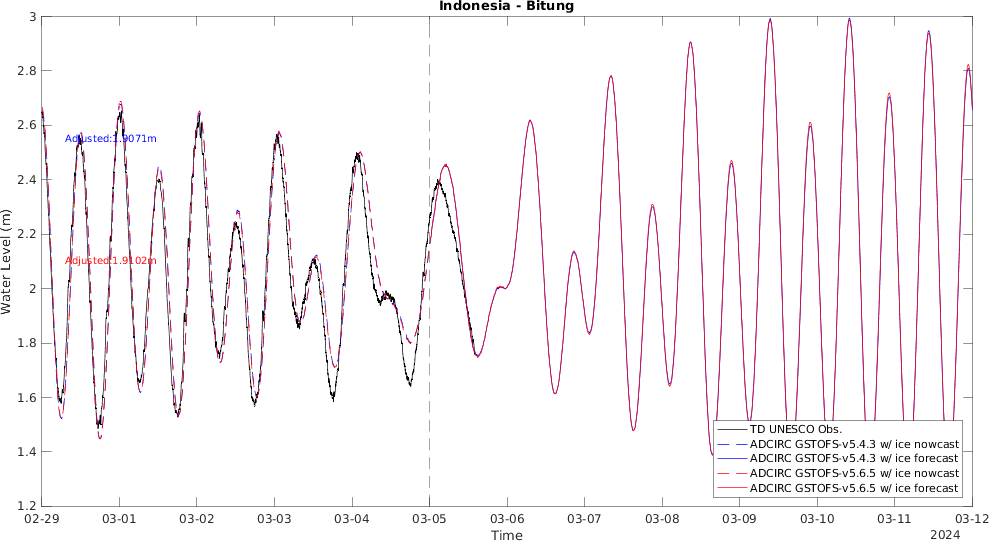 Indonesia - Bitung
Water Level (m)
3
2.8
2.6
2.4
2.2
2
1.8
1.6
1.4
1.2
Adjusted:1.9071m
Adjusted:1.9102m
TD UNESCO Obs.
ADCIRC GSTOFS-v5.4.3 w/ ice nowcast
ADCIRC GSTOFS-v5.4.3 w/ ice forecast
ADCIRC GSTOFS-v5.6.5 w/ ice nowcast
ADCIRC GSTOFS-v5.6.5 w/ ice forecast
02-29 03-01 03-02 03-03 03-04 03-05 03-06 03-07 03-08 03-09 03-10 03-11 03-12
Time
2024